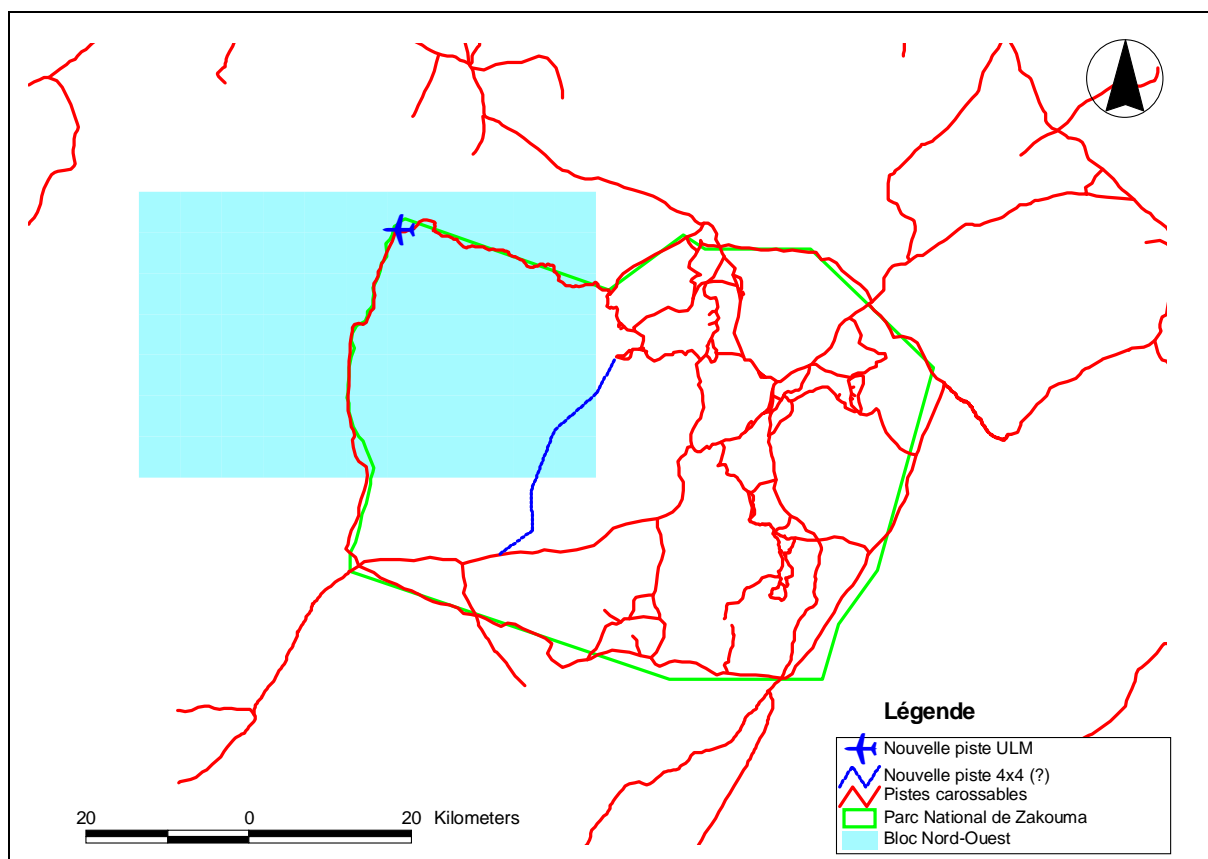 Légende
Nouvelle piste ULM
Nouvelle piste 4x4 (?)
Pistes carossables
Parc National de Zakouma
Bloc Nord-Ouest
20 0 20 Kiilometers